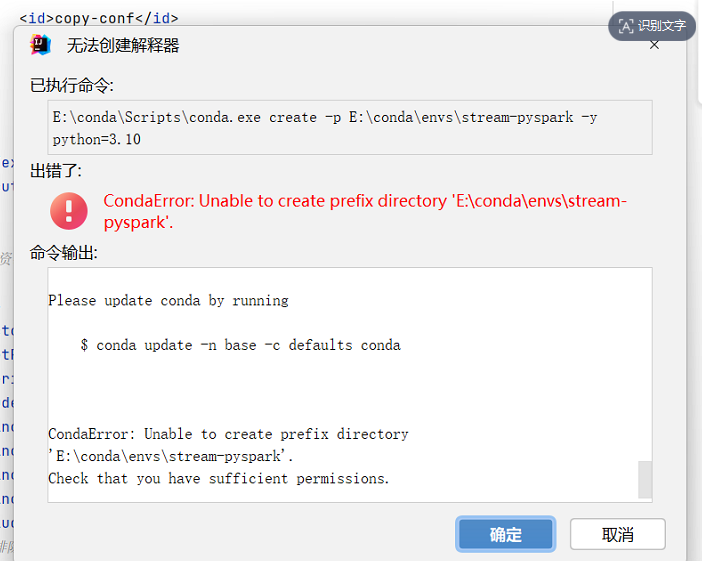 <id>copy-conf</id>
识别文字
无法创建解释器
已执行命令:
E:\conda\Scripts\conda.exe create -p E:\conda\envs\stream-pyspark -y
python=3.10
出错了:
CondaError: Unable to create prefix directory 'E:\conda\envs\stream-
pyspark'.
命令输出:
Please update conda by running
$ conda update -n base -c defaults conda
CondaError: Unable to create prefix directory
'E:\conda\envs\stream-pyspark'.
Check that you have sufficient permissions.
确定
取消